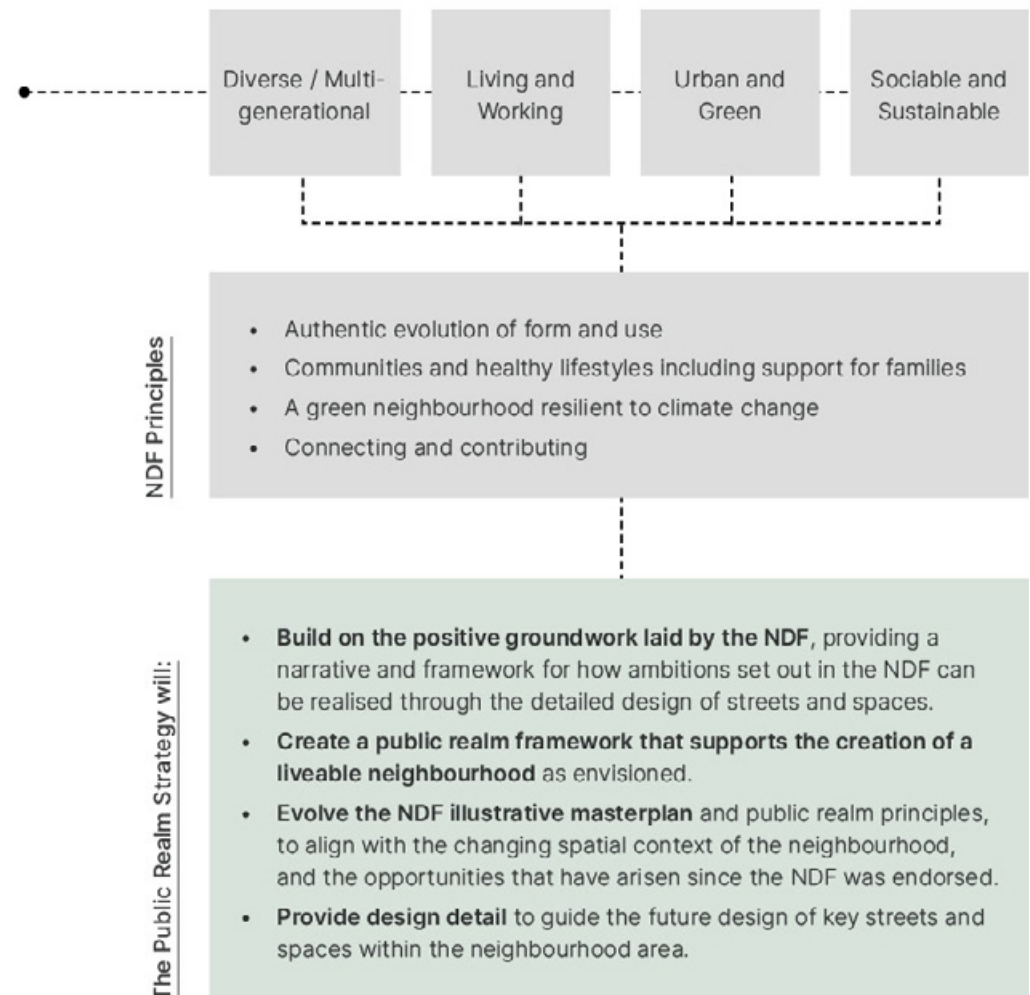 Diverse / Multi-
generational
Living and
Working
Urban and
Green
Sociable and
Sustainable
NDF Principles
• Authentic evolution of form and use
• Communities and healthy lifestyles including support for families
• A green neighbourhood resilient to climate change
• Connecting and contributing
The Public Realm Strategy will:
• Build on the positive groundwork laid by the NDF, providing a
narrative and framework for how ambitions set out in the NDF can
be realised through the detailed design of streets and spaces.
• Create a public realm framework that supports the creation of a
liveable neighbourhood as envisioned.
• Evolve the NDF illustrative masterplan and public realm principles,
to align with the changing spatial context of the neighbourhood,
and the opportunities that have arisen since the NDF was endorsed.
• Provide design detail to guide the future design of key streets and
spaces within the neighbourhood area.